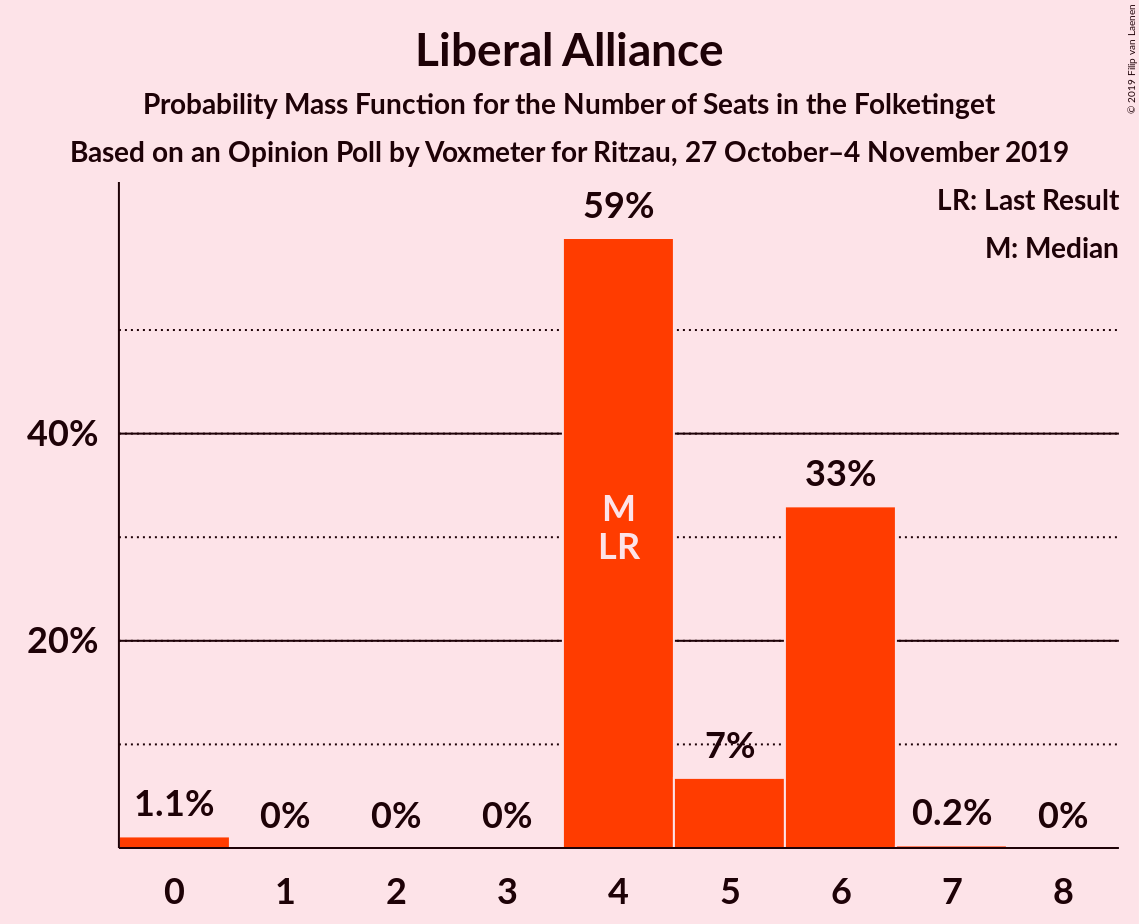 Liberal Alliance
Probability Mass Function for the Number of Seats in the Folketinget
Based on an Opinion Poll by Voxmeter for Ritzau, 27 October–4 November 2019
© 2019 Filip van Laenen
LR: Last Result
M: Median
59%
40%
33%
M
LR
20%
7%
1.1%
0%
0%
0%
0.2%
0%
0 1 2 3 4 5 6 7 8